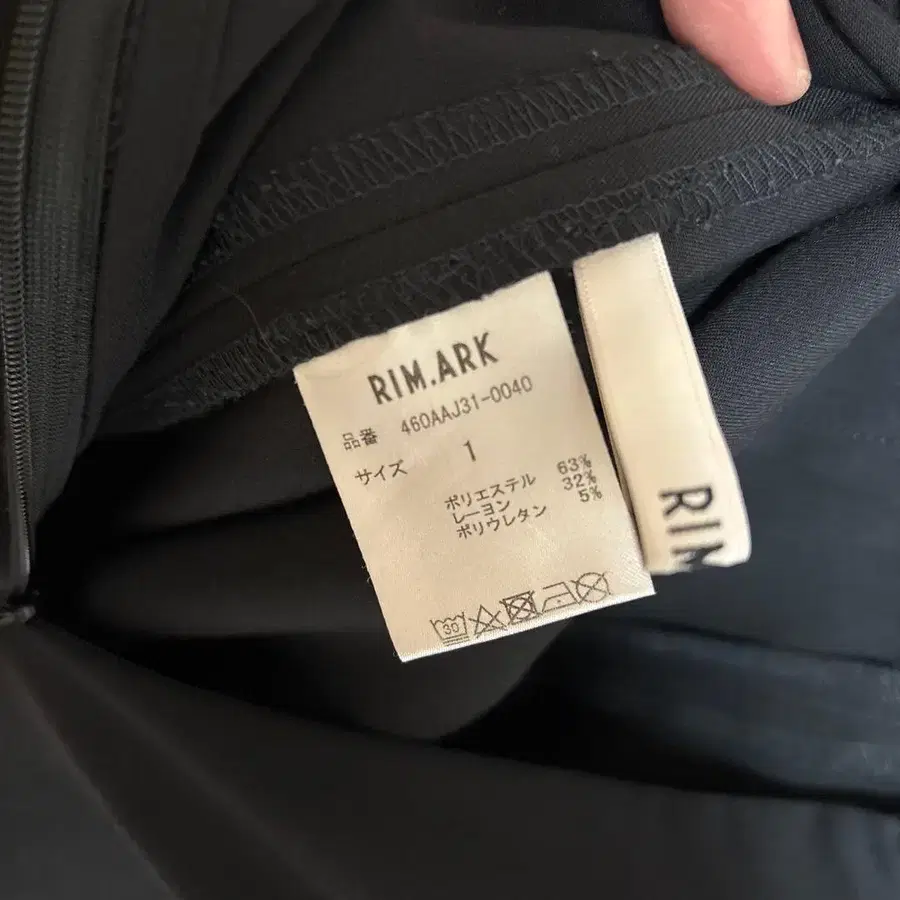 RIM.ARK
品番 460AAJ31-0040
サイズ 1
ポリエステル 63%
レーヨン 32%
ポリウレタン 5%
30
RIM